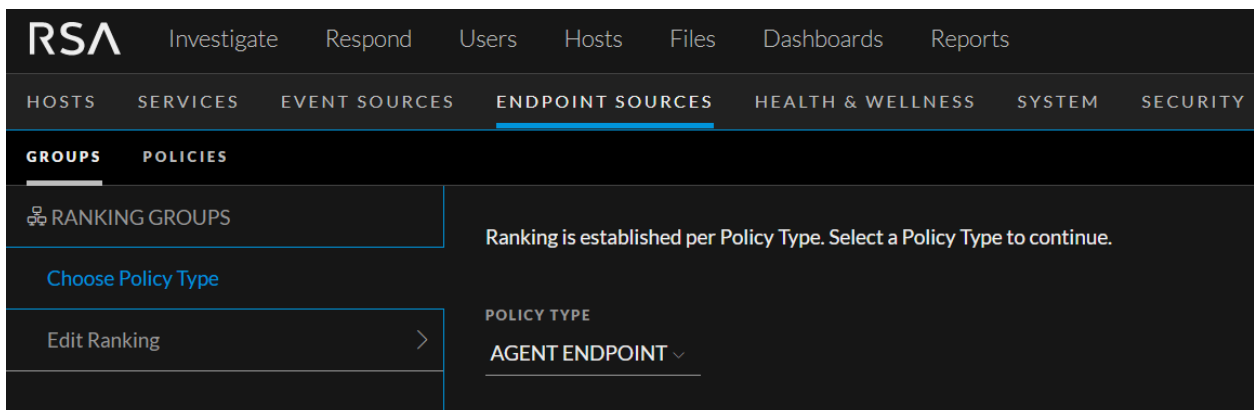 RSA Investigate Respond Users Hosts Files Dashboards Reports
HOSTS SERVICES EVENT SOURCES ENDPOINT SOURCES HEALTH & WELLNESS SYSTEM SECURITY
GROUPS POLICIES
RANKING GROUPS
Ranking is established per Policy Type. Select a Policy Type to continue.
Choose Policy Type
POLICY TYPE
Edit Ranking
AGENT ENDPOINT